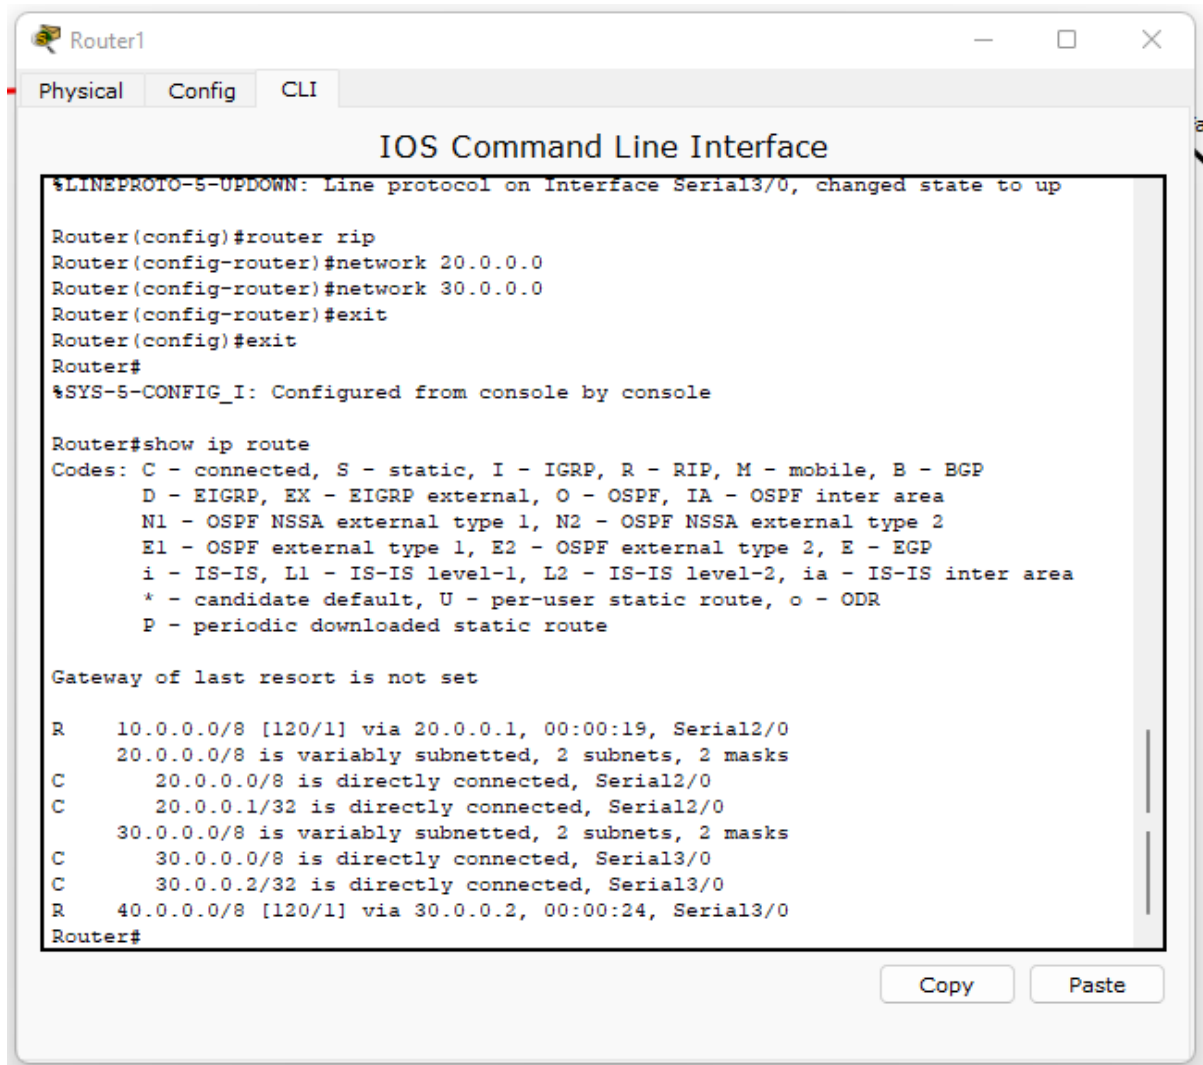 Router1
Physical Config CLI
IOS Command Line Interface
%LINEPROTO-5-UPDOWN: Line protocol on Interface Serial3/0, changed state to up
Router(config)#router rip
Router(config-router)#network 20.0.0.0
Router(config-router)#network 30.0.0.0
Router(config-router)#exit
Router(config)#exit
Router#
%SYS-5-CONFIG_I: Configured from console by console
Router#show ip route
Codes: C - connected, S - static, I - IGRP, R - RIP, M - mobile, B - BGP
D - EIGRP, EX - EIGRP external, O - OSPF, IA - OSPF inter area
N1 - OSPF NSSA external type 1, N2 - OSPF NSSA external type 2
E1 - OSPF external type 1, E2 - OSPF external type 2, E - EGP
i - IS-IS, L1 - IS-IS level-1, L2 - IS-IS level-2, ia - IS-IS inter area
* - candidate default, U - per-user static route, o - ODR
P - periodic downloaded static route
Gateway of last resort is not set
R 10.0.0.0/8 [120/1] via 20.0.0.1, 00:00:19, Serial2/0
20.0.0.0/8 is variably subnetted, 2 subnets, 2 masks
C 20.0.0.0/8 is directly connected, Serial2/0
C 20.0.0.1/32 is directly connected, Serial2/0
30.0.0.0/8 is variably subnetted, 2 subnets, 2 masks
C 30.0.0.0/8 is directly connected, Serial3/0
C 30.0.0.2/32 is directly connected, Serial3/0
R 40.0.0.0/8 [120/1] via 30.0.0.2, 00:00:24, Serial3/0
Router#
Copy Paste